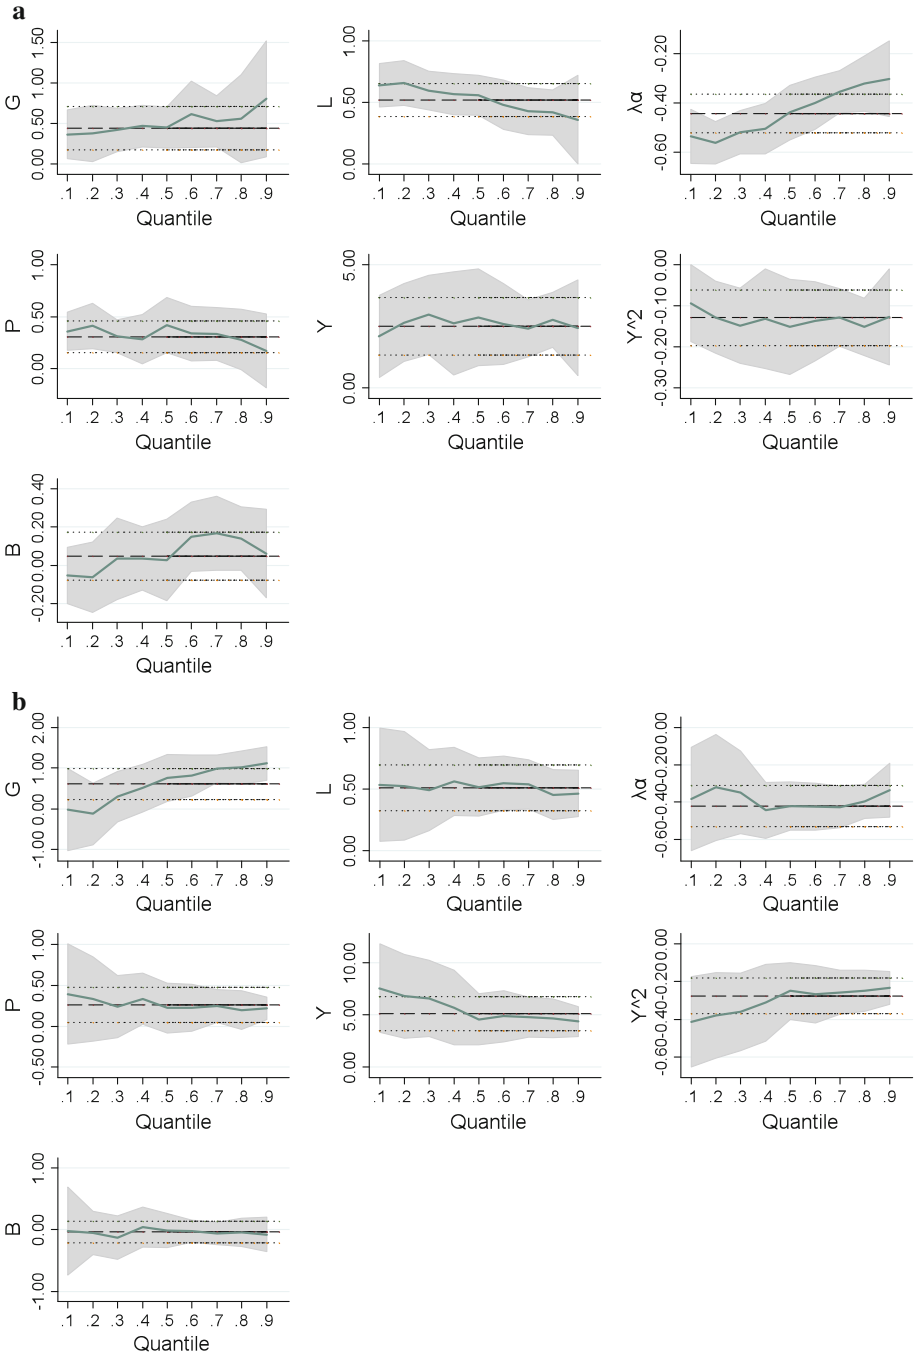 a
G
0.00 0.50 1.00 1.50
.1 .2 .3 .4 .5 .6 .7 .8 .9
Quantile
L
0.00 0.50 1.00
.1 .2 .3 .4 .5 .6 .7 .8 .9
Quantile
λα
-0.60 -0.40 -0.20
.1 .2 .3 .4 .5 .6 .7 .8 .9
Quantile
P
0.00 0.50 1.00
.1 .2 .3 .4 .5 .6 .7 .8 .9
Quantile
Y
0.00 5.00
.1 .2 .3 .4 .5 .6 .7 .8 .9
Quantile
Y^2
-0.30 -0.20 -0.10 0.00
.1 .2 .3 .4 .5 .6 .7 .8 .9
Quantile
B
-0.20 0.00 0.20 0.40
.1 .2 .3 .4 .5 .6 .7 .8 .9
Quantile
b
G
-1.00 0.00 1.00 2.00
.1 .2 .3 .4 .5 .6 .7 .8 .9
Quantile
L
0.00 0.50 1.00
.1 .2 .3 .4 .5 .6 .7 .8 .9
Quantile
λα
-0.60 -0.40 -0.20 0.00
.1 .2 .3 .4 .5 .6 .7 .8 .9
Quantile
P
-0.50 0.00 0.50 1.00
.1 .2 .3 .4 .5 .6 .7 .8 .9
Quantile
Y
0.00 5.00 10.00
.1 .2 .3 .4 .5 .6 .7 .8 .9
Quantile
Y^2
-0.60 -0.40 -0.20 0.00
.1 .2 .3 .4 .5 .6 .7 .8 .9
Quantile
B
-1.00 0.00 1.00
.1 .2 .3 .4 .5 .6 .7 .8 .9
Quantile